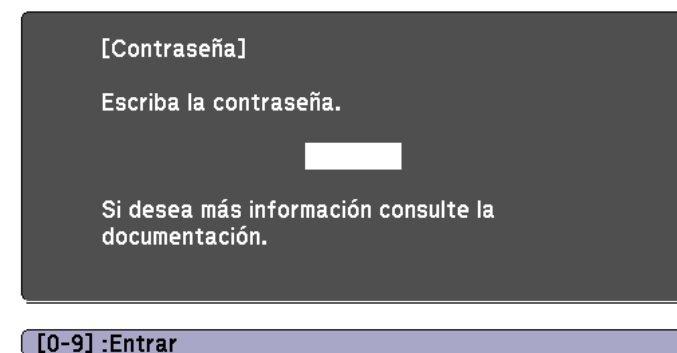 [Contraseña]
Escriba la contraseña.
Si desea más información consulte la
documentación.
[0-9] :Entrar